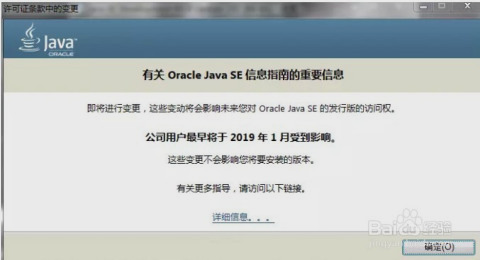 许可证条款中的变更
Java
ORACLE
有关 Oracle Java SE 信息指南的重要信息
即将进行变更，这些变动将会影响未来您对 Oracle Java SE 的发行版的访问权。
公司用户最早将于 2019 年 1 月受到影响。
这些变更不会影响您将要安装的版本。
有关更多指导，请访问以下链接。
详细信息。。。
Baidu 经验
确定(O)